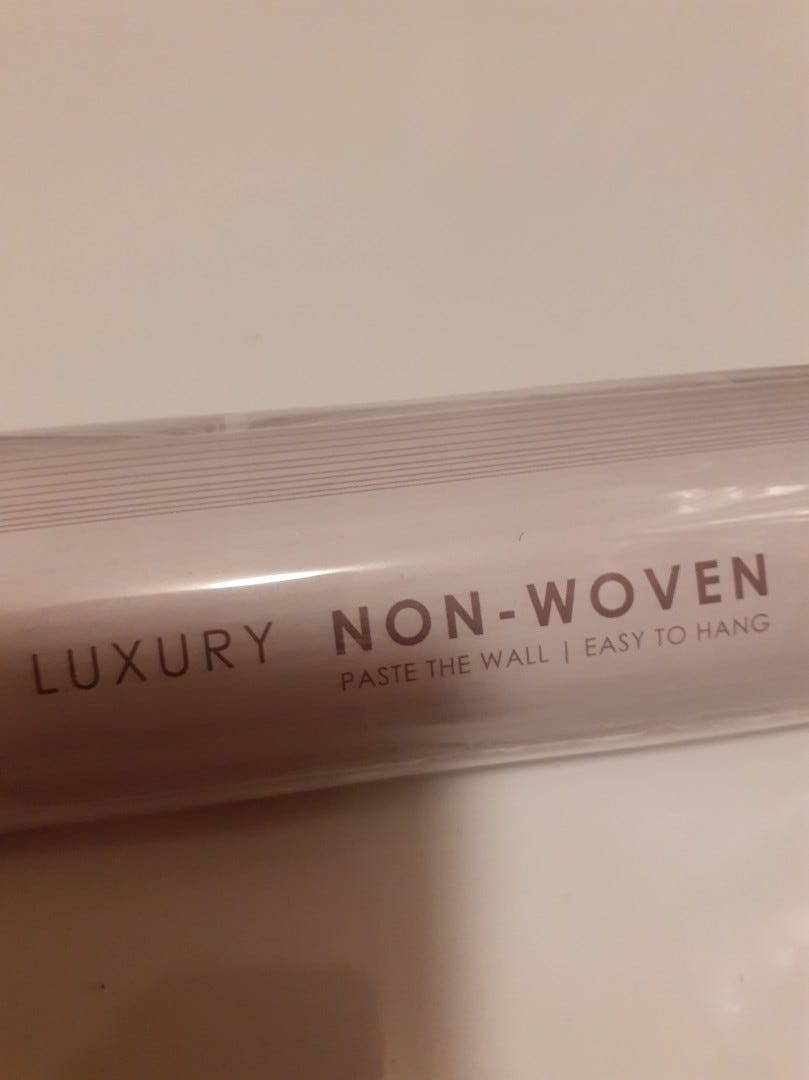 LUXURY NON-WOVEN
PASTE THE WALL | EASY TO HANG